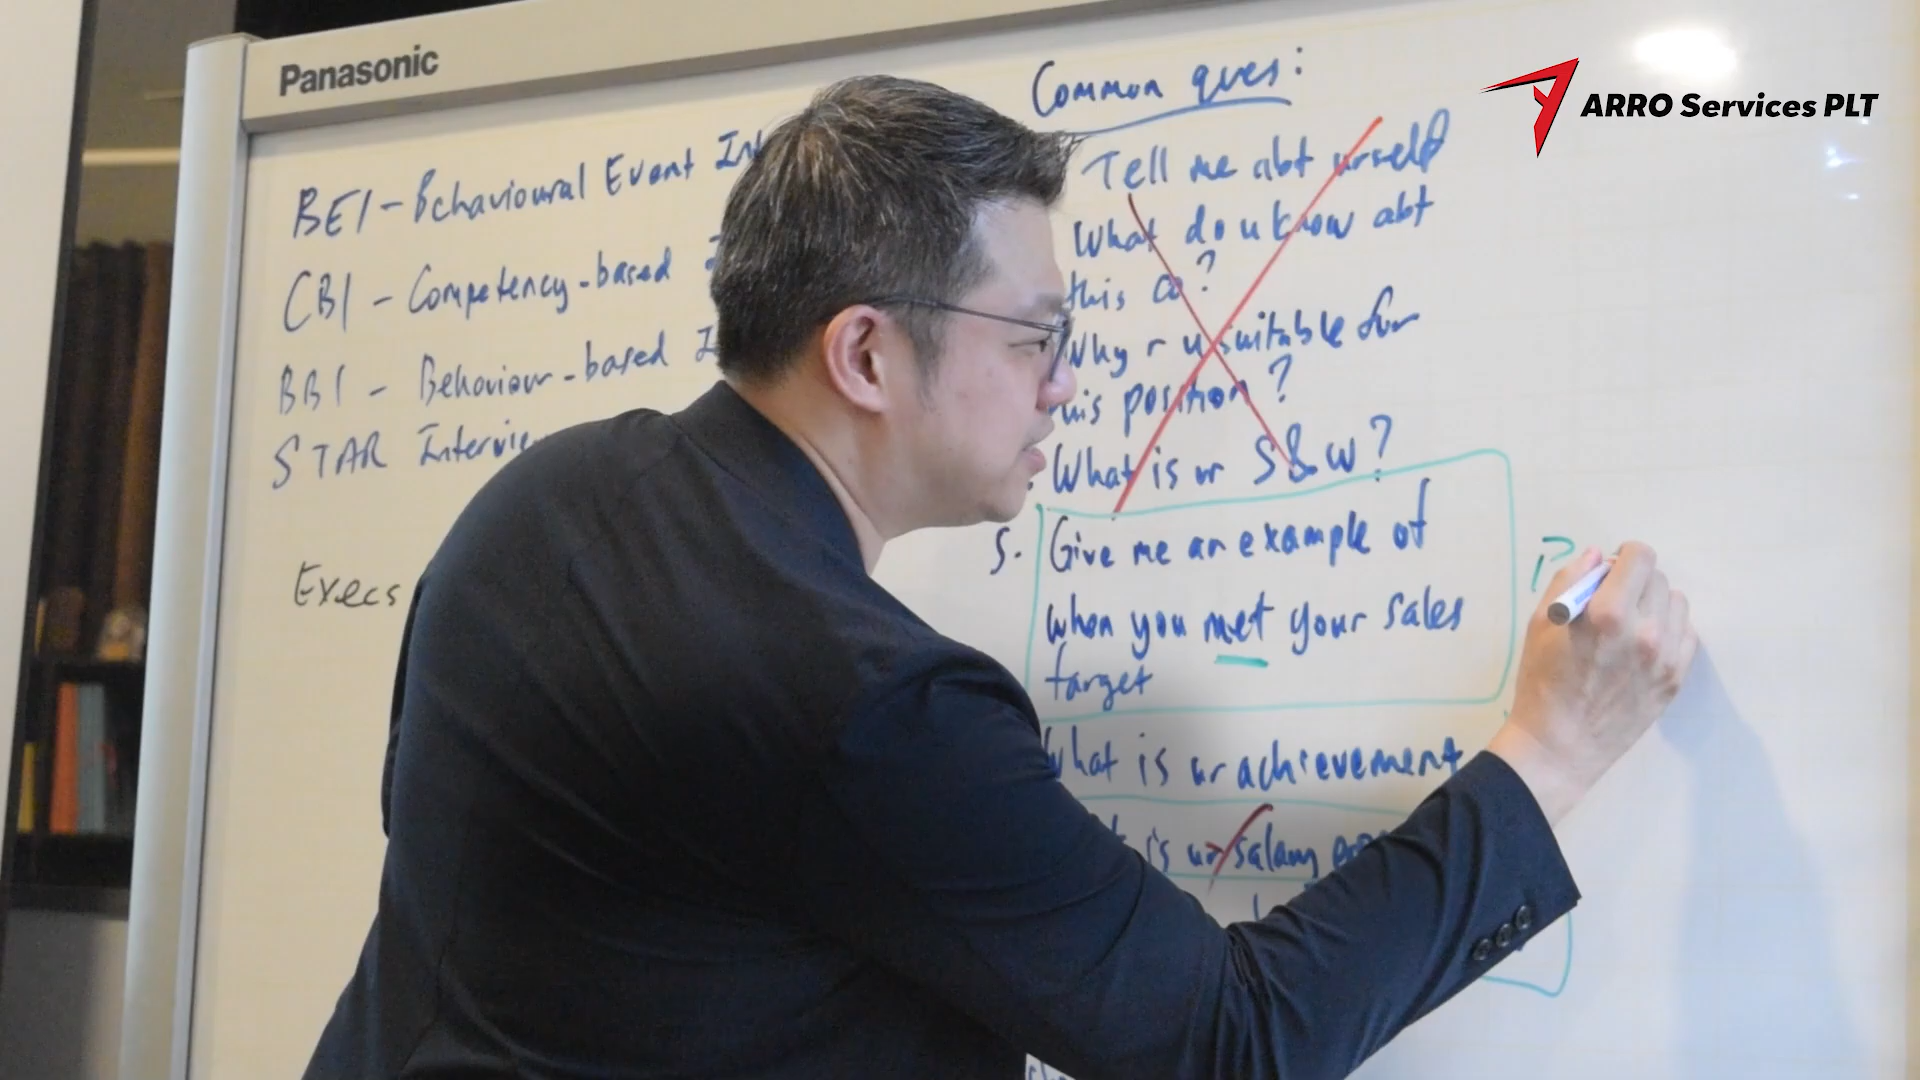 Panasonic
ARRO Services PLT
BEI - Behavioural Event Int
CBI - Competency-based
BBI - Behaviour-based
STAR Intervie
Execs
Common ques:
Tell me abt urself
What do u know abt
this co?
Why r u suitable for
this position?
What is ur S&W?
5. Give me an example of
when you met your sales
target
What is ur achievement
is ur salary
P